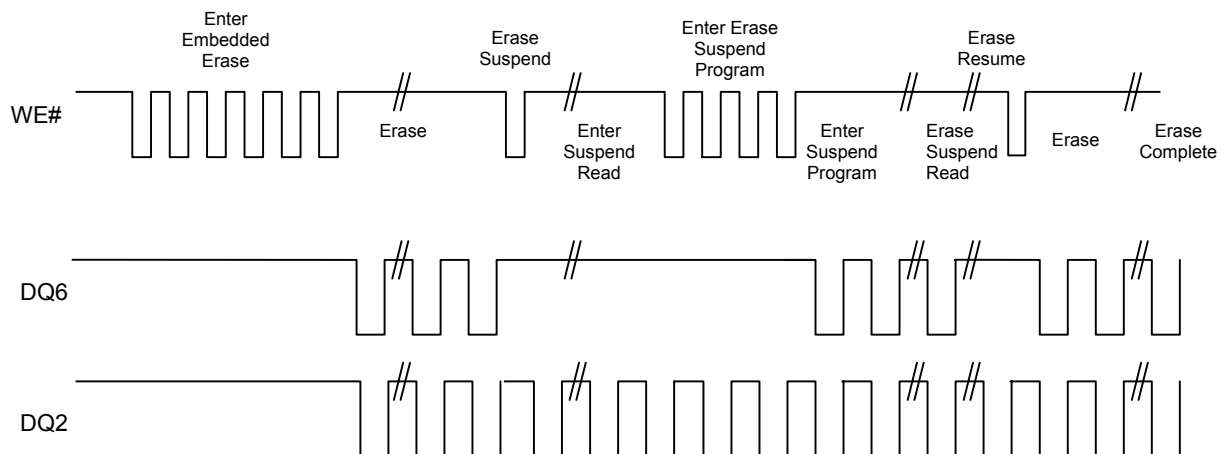 Enter
Embedded
Erase
Erase
Suspend
Enter Erase
Suspend
Program
Erase
Resume
WE#
Erase
Enter
Suspend
Read
Enter
Suspend
Program
Erase
Suspend
Read
Erase
Erase
Complete
DQ6
DQ2